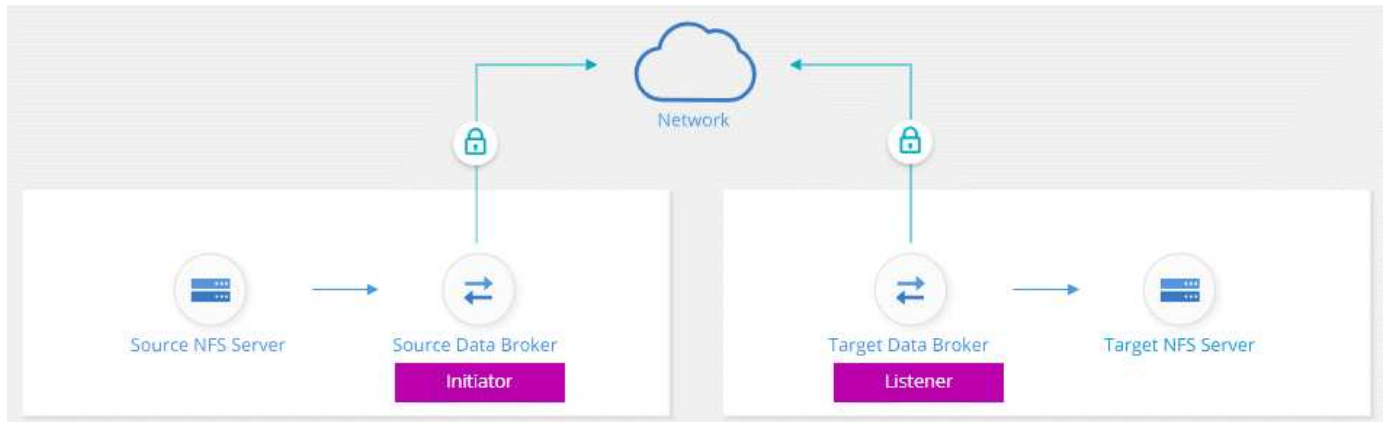 Network
Source NFS Server
Source Data Broker
Target Data Broker
Target NFS Server
Initiator
Listener